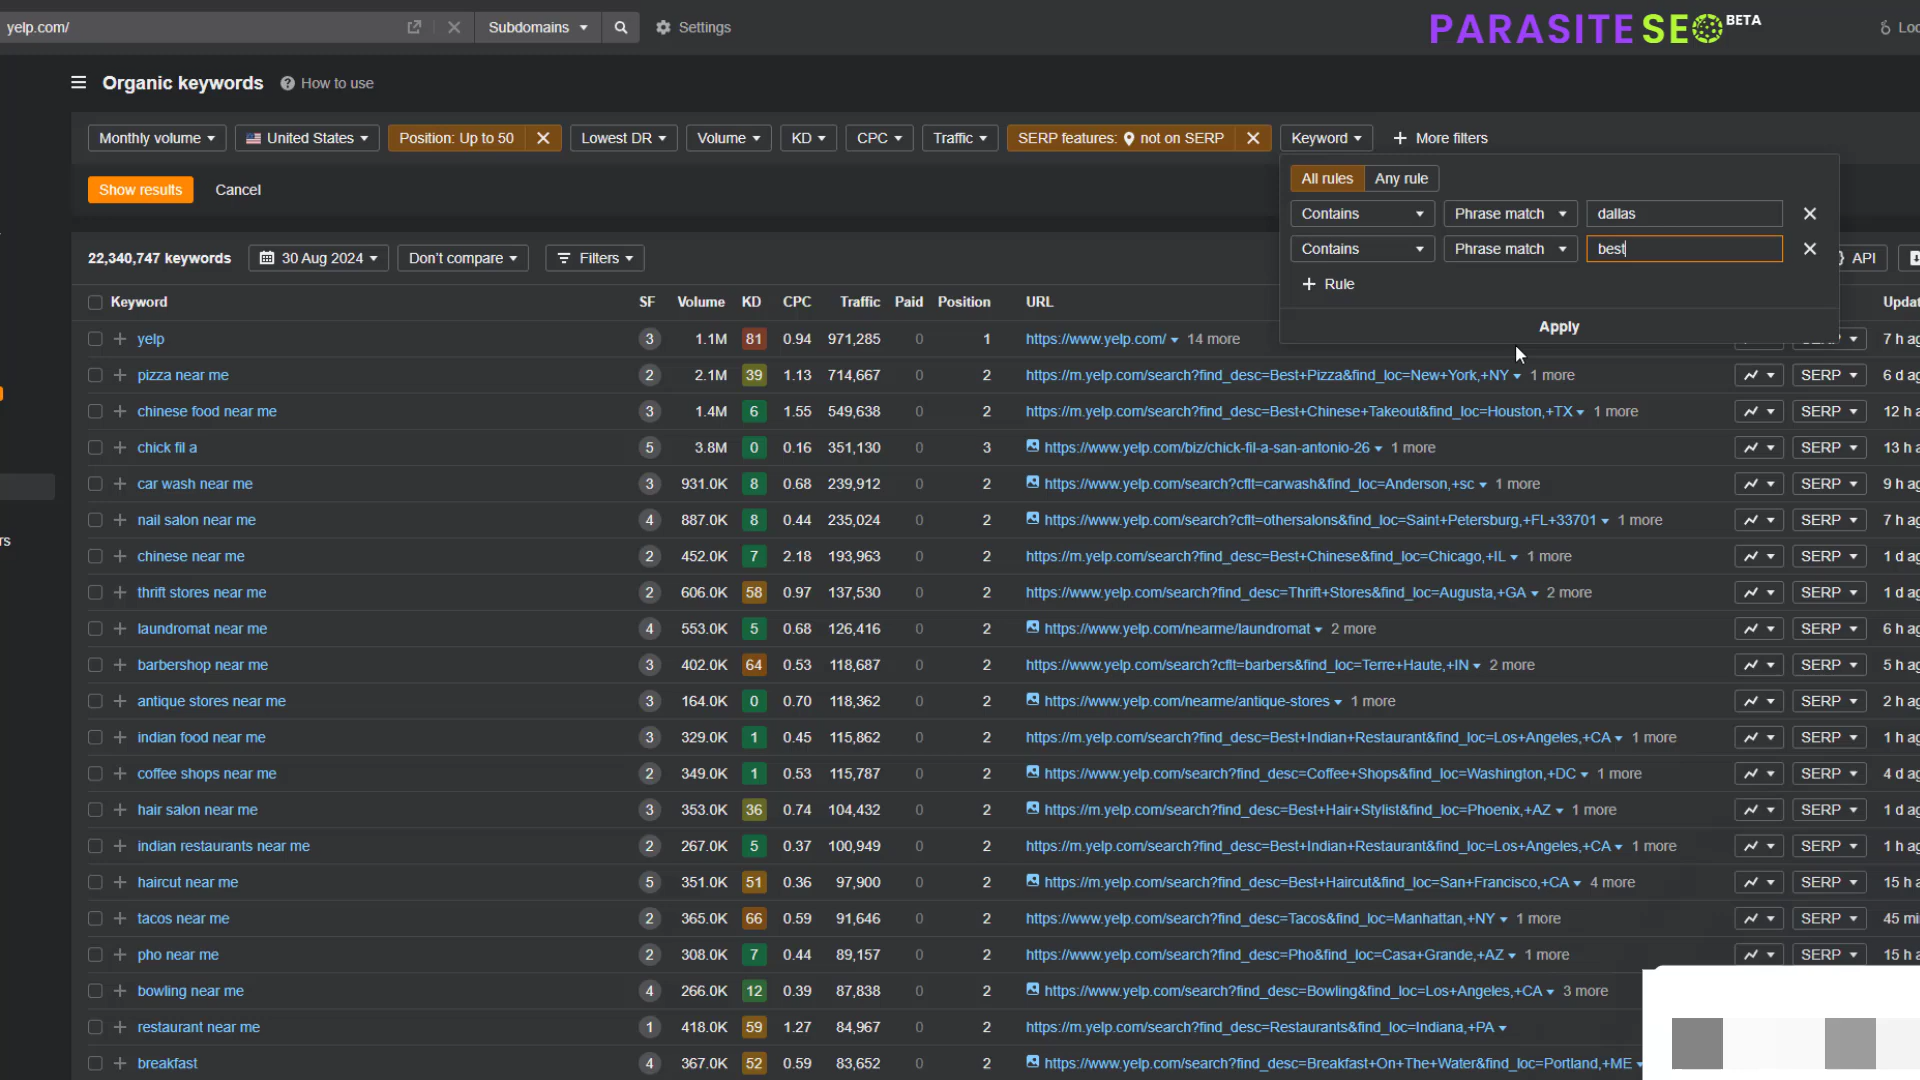 yelp.com/ Subdomains Settings PARASITE SEO BETA
Organic keywords How to use
Monthly volume United States Position: Up to 50 Lowest DR Volume KD CPC Traffic SERP features: not on SERP Keyword + More filters
All rules Any rule
Show results Cancel
Contains Phrase match dallas
Contains Phrase match best
+ Rule
Apply
22,340,747 keywords 30 Aug 2024 Don't compare Filters API
Keyword SF Volume KD CPC Traffic Paid Position URL
yelp 3 1.1M 81 0.94 971,285 0 1 https://www.yelp.com/ 14 more 7 h
pizza near me 2 2.1M 39 1.13 714,667 0 2 https://m.yelp.com/search?find_desc=Best+Pizza&find_loc=New+York,+NY 1 more SERP 6 d
chinese food near me 3 1.4M 6 1.55 549,638 0 2 https://m.yelp.com/search?find_desc=Best+Chinese+Takeout&find_loc=Houston,+TX 1 more SERP 12 h
chick fil a 5 3.8M 0 0.16 351,130 0 3 https://www.yelp.com/biz/chick-fil-a-san-antonio-26 1 more SERP 13 h
car wash near me 3 931.0K 8 0.68 239,912 0 2 https://www.yelp.com/search?cflt=carwash&find_loc=Anderson,+sc 1 more SERP 9 h
nail salon near me 4 887.0K 8 0.44 235,024 0 2 https://www.yelp.com/search?cflt=othersalons&find_loc=Saint+Petersburg,+FL+33701 1 more SERP 7 h
chinese near me 2 452.0K 7 2.18 193,963 0 2 https://m.yelp.com/search?find_desc=Best+Chinese&find_loc=Chicago,+IL 1 more SERP 1 d
thrift stores near me 2 606.0K 58 0.97 137,530 0 2 https://www.yelp.com/search?find_desc=Thrift+Stores&find_loc=Augusta,+GA 2 more SERP 1 d
laundromat near me 4 553.0K 5 0.68 126,416 0 2 https://www.yelp.com/nearme/laundromat 2 more SERP 6 h
barbershop near me 3 402.0K 64 0.53 118,687 0 2 https://www.yelp.com/search?cflt=barbers&find_loc=Terre+Haute,+IN 2 more SERP 5 h
antique stores near me 3 164.0K 0 0.70 118,362 0 2 https://www.yelp.com/nearme/antique-stores 1 more SERP 2 h
indian food near me 3 329.0K 1 0.45 115,862 0 2 https://m.yelp.com/search?find_desc=Best+Indian+Restaurant&find_loc=Los+Angeles,+CA 1 more SERP 1 h
coffee shops near me 2 349.0K 1 0.53 115,787 0 2 https://www.yelp.com/search?find_desc=Coffee+Shops&find_loc=Washington,+DC 1 more SERP 4 d
hair salon near me 3 353.0K 36 0.74 104,432 0 2 https://m.yelp.com/search?find_desc=Best+Hair+Stylist&find_loc=Phoenix,+AZ 1 more SERP 1 d
indian restaurants near me 2 267.0K 5 0.37 100,949 0 2 https://m.yelp.com/search?find_desc=Best+Indian+Restaurant&find_loc=Los+Angeles,+CA 1 more SERP 1 h
haircut near me 5 351.0K 51 0.36 97,900 0 2 https://m.yelp.com/search?find_desc=Best+Haircut&find_loc=San+Francisco,+CA 4 more SERP 15 h
tacos near me 2 365.0K 66 0.59 91,646 0 2 https://m.yelp.com/search?find_desc=Tacos&find_loc=Manhattan,+NY 1 more SERP 45
pho near me 2 308.0K 7 0.44 89,157 0 2 https://m.yelp.com/search?find_desc=Pho&find_loc=Casa+Grande,+AZ 1 more SERP 15 h
bowling near me 4 266.0K 12 0.39 87,838 0 2 https://www.yelp.com/search?find_desc=Bowling&find_loc=Los+Angeles,+CA 3 more
restaurant near me 1 418.0K 59 1.27 84,967 0 2 https://m.yelp.com/search?find_desc=Restaurants&find_loc=Indiana,+PA
breakfast 4 367.0K 52 0.59 83,652 0 2 https://www.yelp.com/search?find_desc=Breakfast+On+The+Water&find_loc=Portland,+ME